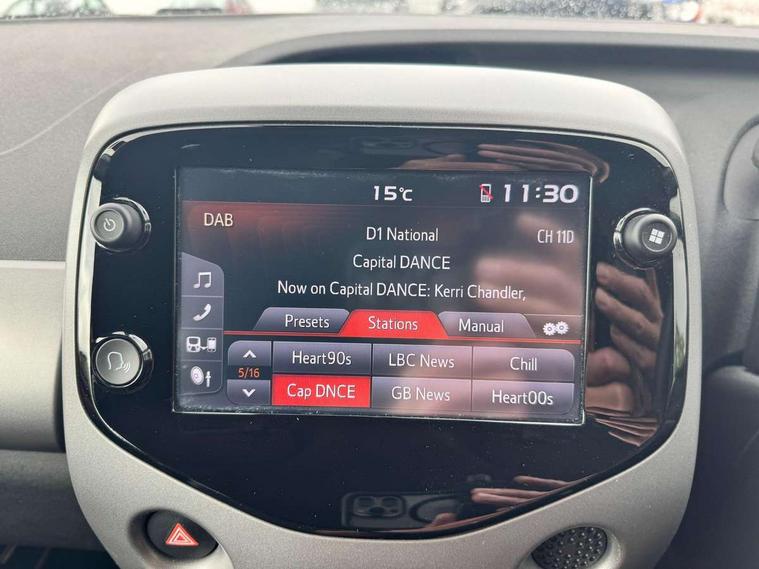 15°C
11:30
DAB
D1 National
CH 11D
Capital DANCE
Now on Capital DANCE: Kerri Chandler,
Presets Stations Manual
5/16
Heart90s LBC News Chill
Cap DNCE GB News Heart00s